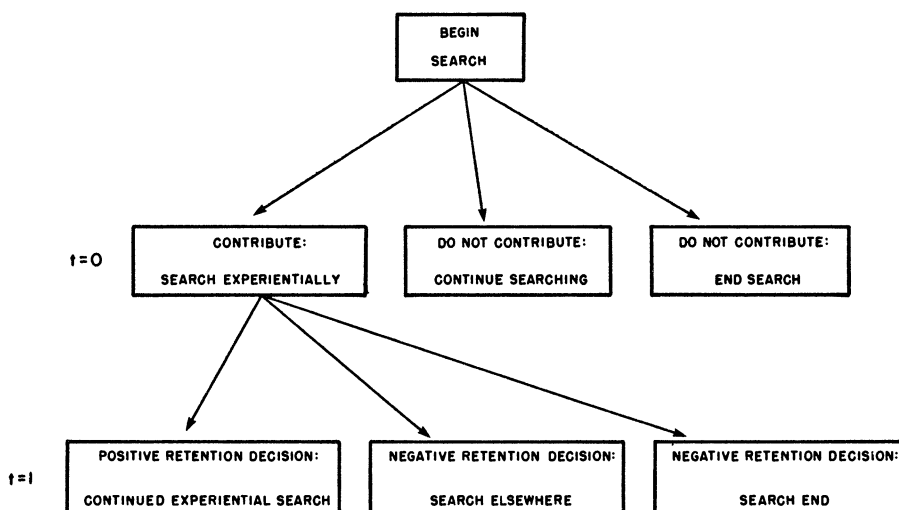 BEGIN
SEARCH
t=0
CONTRIBUTE:
SEARCH EXPERIENTIALLY
DO NOT CONTRIBUTE:
CONTINUE SEARCHING
DO NOT CONTRIBUTE:
END SEARCH
t=1
POSITIVE RETENTION DECISION:
CONTINUED EXPERIENTIAL SEARCH
NEGATIVE RETENTION DECISION:
SEARCH ELSEWHERE
NEGATIVE RETENTION DECISION:
SEARCH END